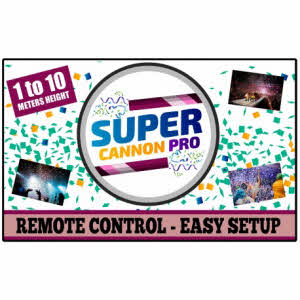 1 to 10
METERS HEIGHT
SUPER
CANNON PRO
REMOTE CONTROL - EASY SETUP